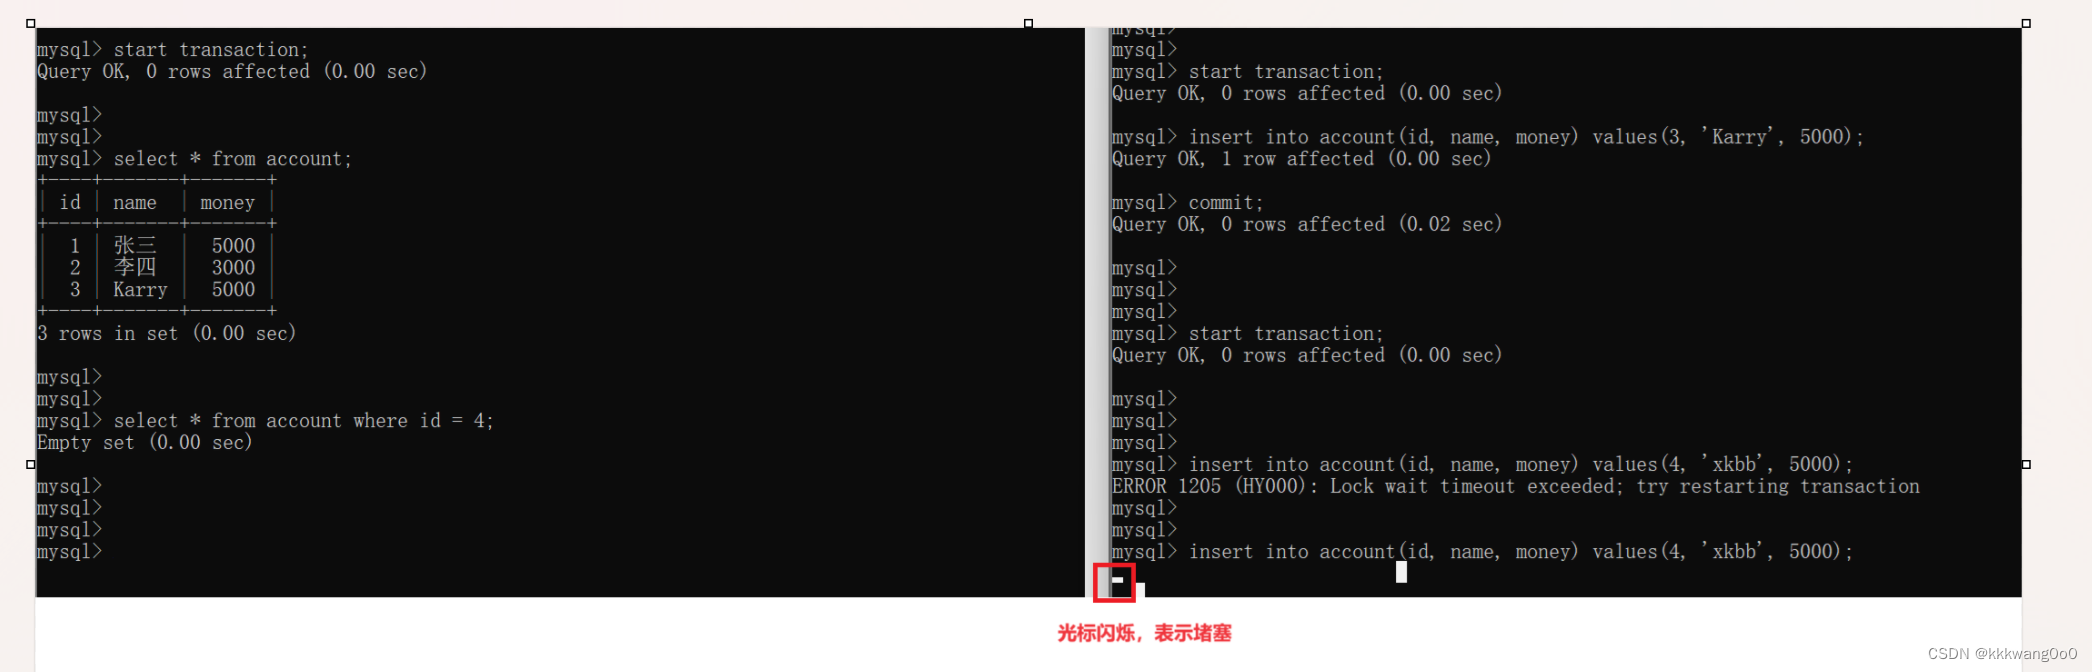 mysql> start transaction;
Query OK, 0 rows affected (0.00 sec)
mysql>
mysql>
mysql> select * from account;
+----+-------+-------+
| id | name | money |
+----+-------+-------+
| 1 | 张三 | 5000 |
| 2 | 李四 | 3000 |
| 3 | Karry | 5000 |
+----+-------+-------+
3 rows in set (0.00 sec)
mysql>
mysql>
mysql> select * from account where id = 4;
Empty set (0.00 sec)
mysql>
mysql>
mysql>
mysql>
mysql>
mysql>
mysql> start transaction;
Query OK, 0 rows affected (0.00 sec)
mysql> insert into account(id, name, money) values(3, 'Karry', 5000);
Query OK, 1 row affected (0.00 sec)
mysql> commit;
Query OK, 0 rows affected (0.02 sec)
mysql>
mysql>
mysql>
mysql> start transaction;
Query OK, 0 rows affected (0.00 sec)
mysql>
mysql>
mysql>
mysql> insert into account(id, name, money) values(4, 'xkbb', 5000);
ERROR 1205 (HY000): Lock wait timeout exceeded; try restarting transaction
mysql>
mysql>
mysql> insert into account(id, name, money) values(4, 'xkbb', 5000);
光标闪烁，表示堵塞
CSDN @kkkwang0o0